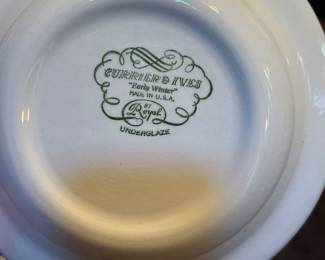 CURRIER & IVES
"Early Winter"
MADE IN U.S.A.
BY
Royal
UNDERGLAZE